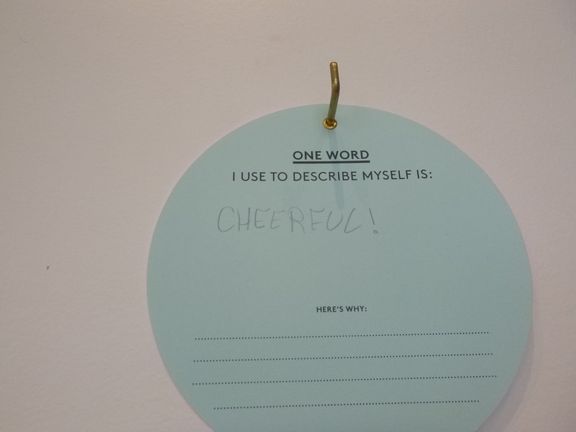 ONE WORD
I USE TO DESCRIBE MYSELF IS:
CHEERFUL!
HERE'S WHY: